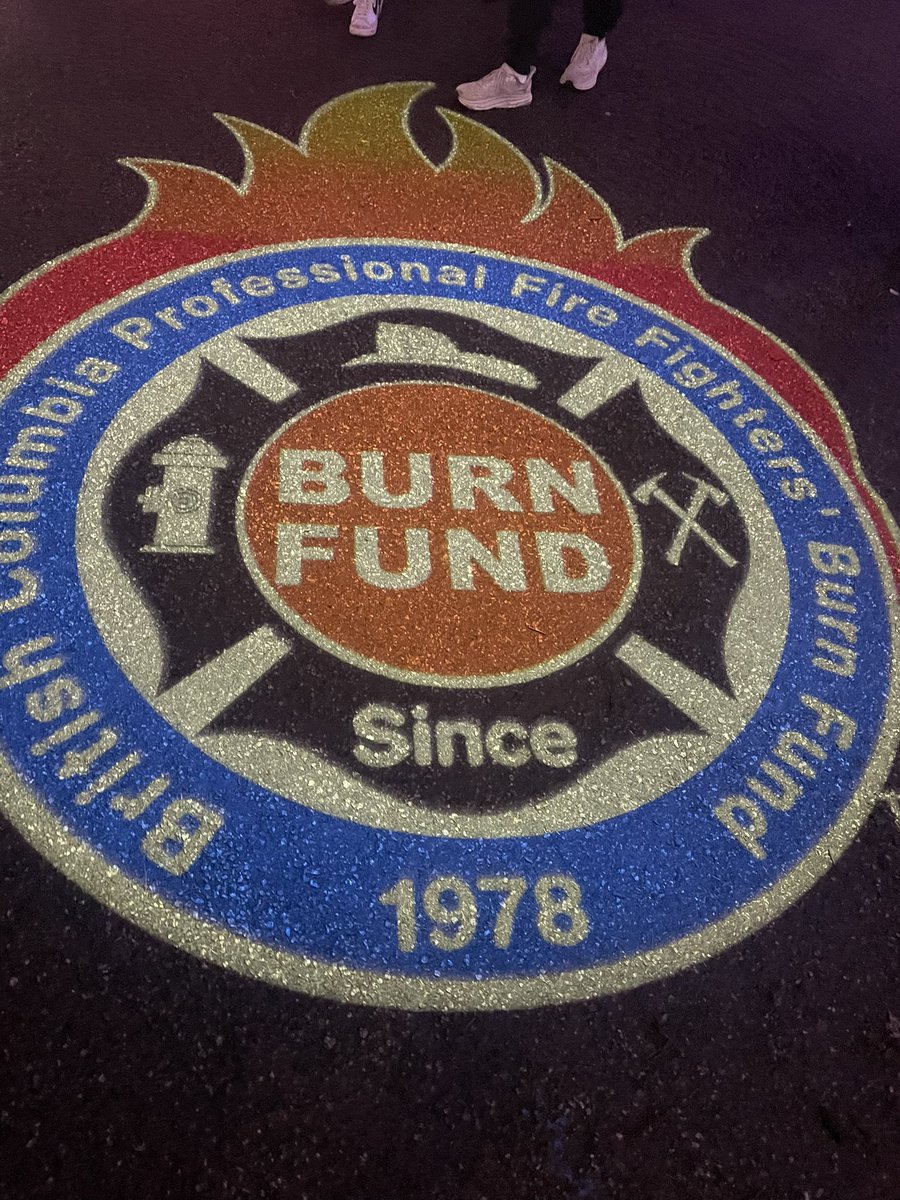 British Columbia Professional Fire Fighters' Burn Fund
BURN
FUND
Since
1978